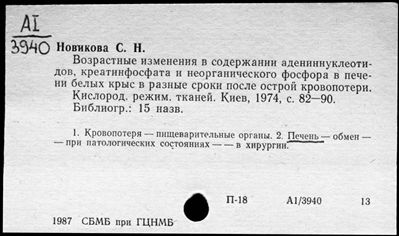 AI
3940
Новикова С. Н.
Возрастные изменения в содержании адениннуклеоти-
дов, креатинфосфата и неорганического фосфора в пече-
ни белых крыс в разные сроки после острой кровопотери.
Кислород. режим. тканей. Киев, 1974, с. 82—90.
Библиогр.: 15 назв.
1. Кровопотеря — пищеварительные органы. 2. Печень — обмен —
— при патологических состояниях — — в хирургии.
П-18 А1/3940 13
1987 СБМБ при ГЦНМБ